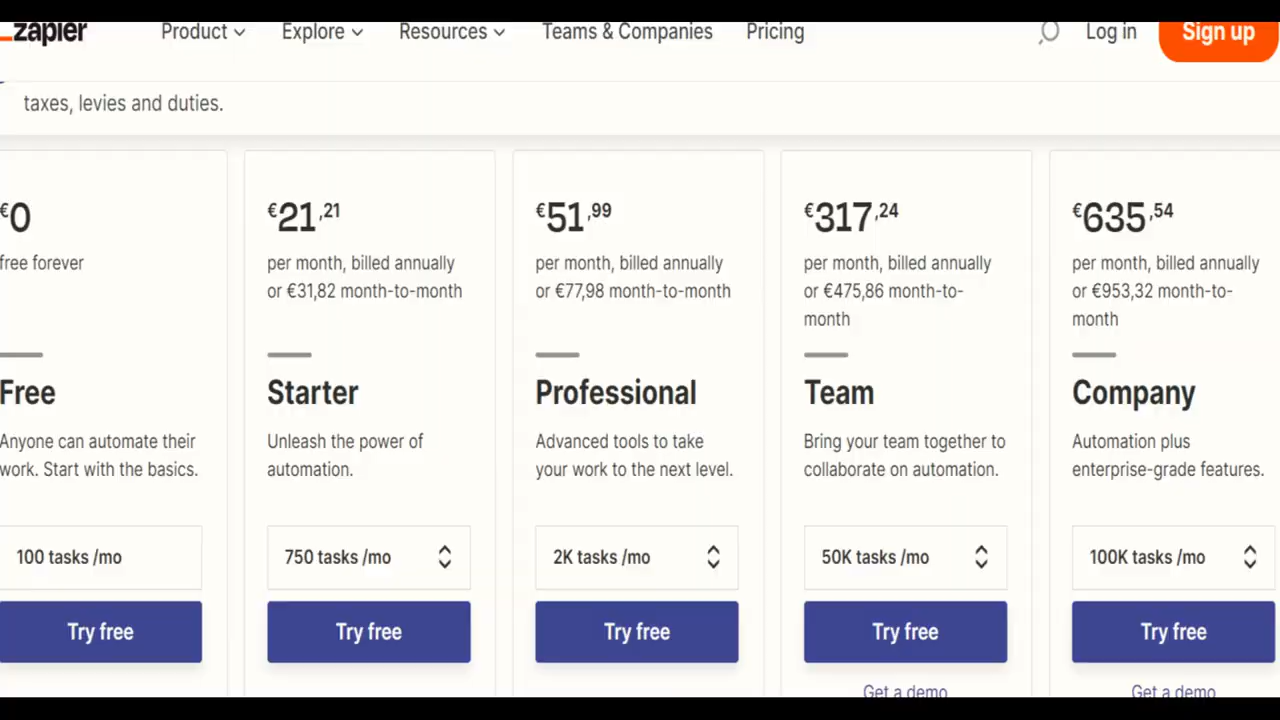 zapier Product Explore Resources Teams & Companies Pricing Log in Sign up
taxes, levies and duties.
€0
free forever
Free
Anyone can automate their
work. Start with the basics.
100 tasks /mo
Try free
€21,21
per month, billed annually
or €31,82 month-to-month
Starter
Unleash the power of
automation.
750 tasks /mo
Try free
€51,99
per month, billed annually
or €77,98 month-to-month
Professional
Advanced tools to take
your work to the next level.
2K tasks /mo
Try free
€317,24
per month, billed annually
or €475,86 month-to-
month
Team
Bring your team together to
collaborate on automation.
50K tasks /mo
Try free
Get a demo
€635,54
per month, billed annually
or €953,32 month-to-
month
Company
Automation plus
enterprise-grade features.
100K tasks /mo
Try free
Get a demo